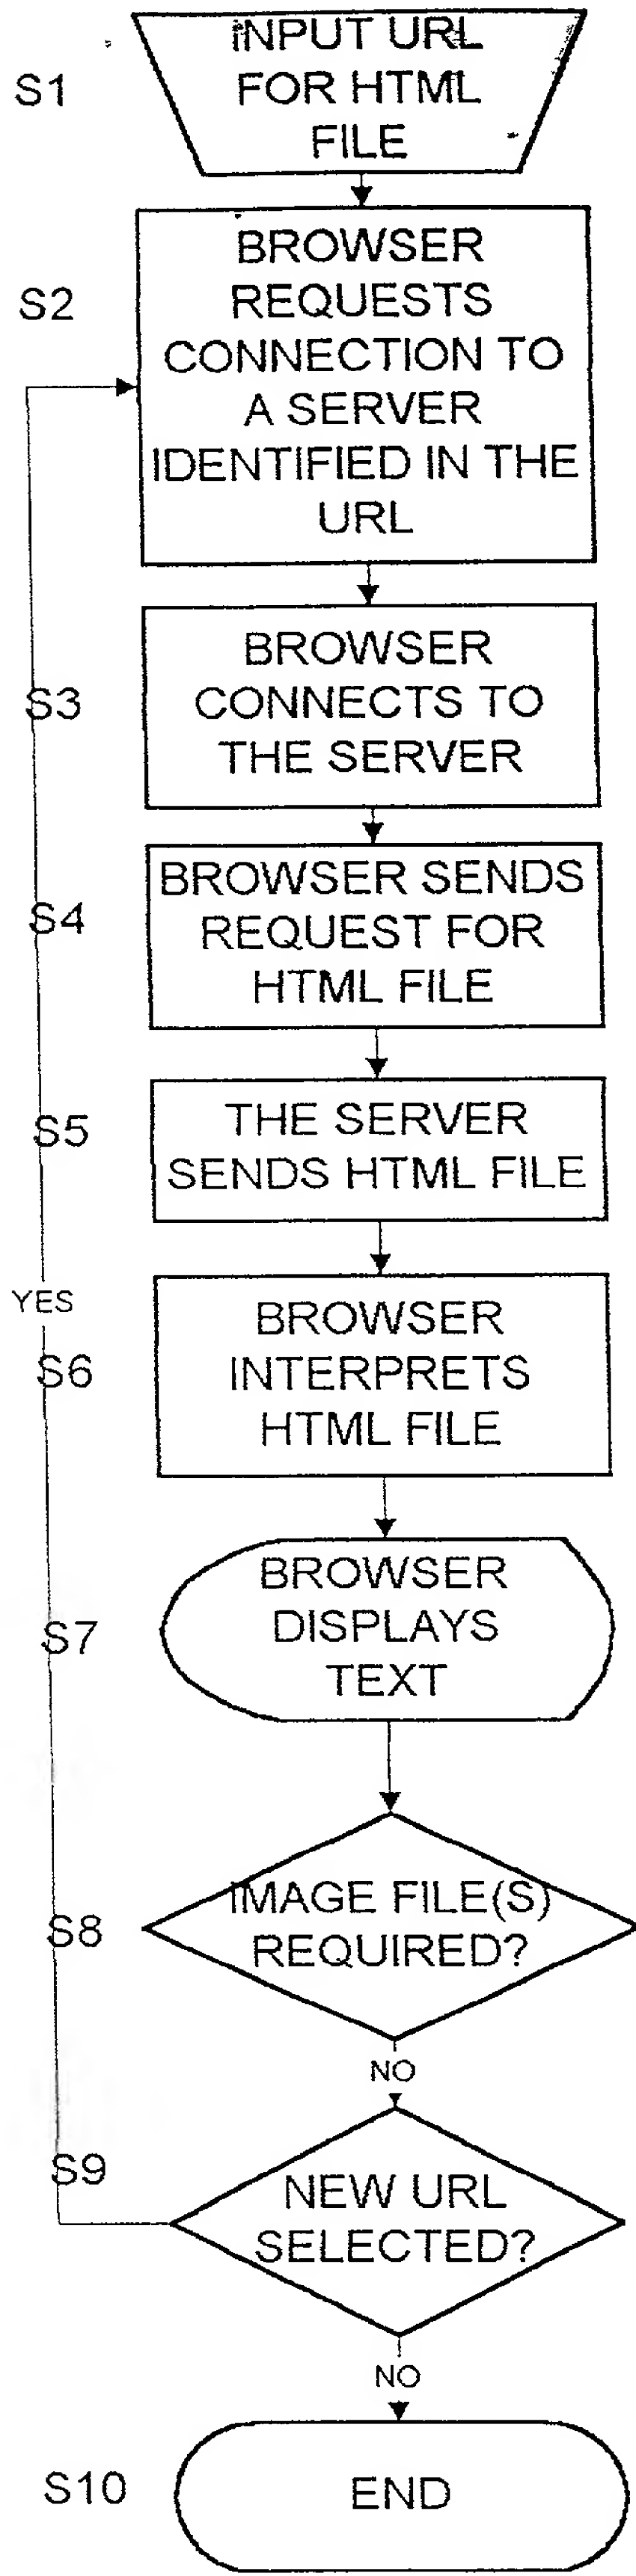 S1
INPUT URL
FOR HTML
FILE
S2
BROWSER
REQUESTS
CONNECTION TO
A SERVER
IDENTIFIED IN THE
URL
S3
BROWSER
CONNECTS TO
THE SERVER
S4
BROWSER SENDS
REQUEST FOR
HTML FILE
S5
THE SERVER
SENDS HTML FILE
YES
S6
BROWSER
INTERPRETS
HTML FILE
S7
BROWSER
DISPLAYS
TEXT
S8
IMAGE FILE(S)
REQUIRED?
NO
S9
NEW URL
SELECTED?
NO
S10
END